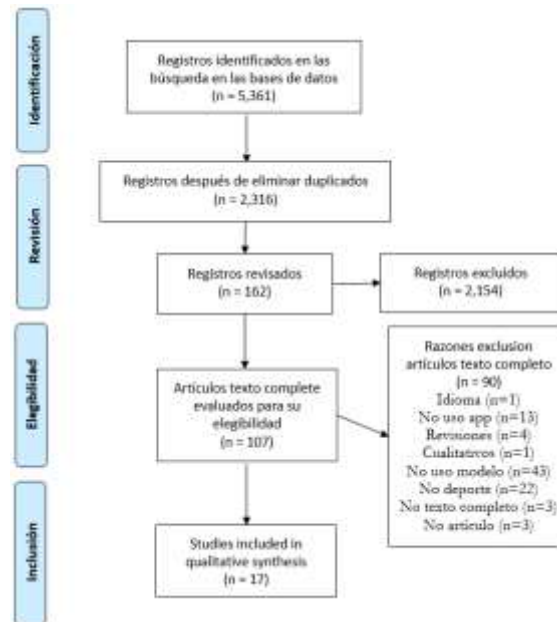 Identificación
Registros identificados en las
búsqueda en las bases de datos
(n = 5,361)
Revisión
Registros después de eliminar duplicados
(n = 2,316)
Registros revisados
(n = 162)
Registros excluidos
(n = 2,154)
Elegibilidad
Artículos texto complete
evaluados para su
elegibilidad
(n = 107)
Razones exclusion
artículos texto completo
(n = 90)
Idioma (n=1)
No uso app (n=13)
Revisiones (n=4)
Cualitativos (n=1)
No uso modelo (n=43)
No deporte (n=22)
No texto completo (n=3)
No artículo (n=3)
Inclusión
Studies included in
qualitative synthesis
(n = 17)